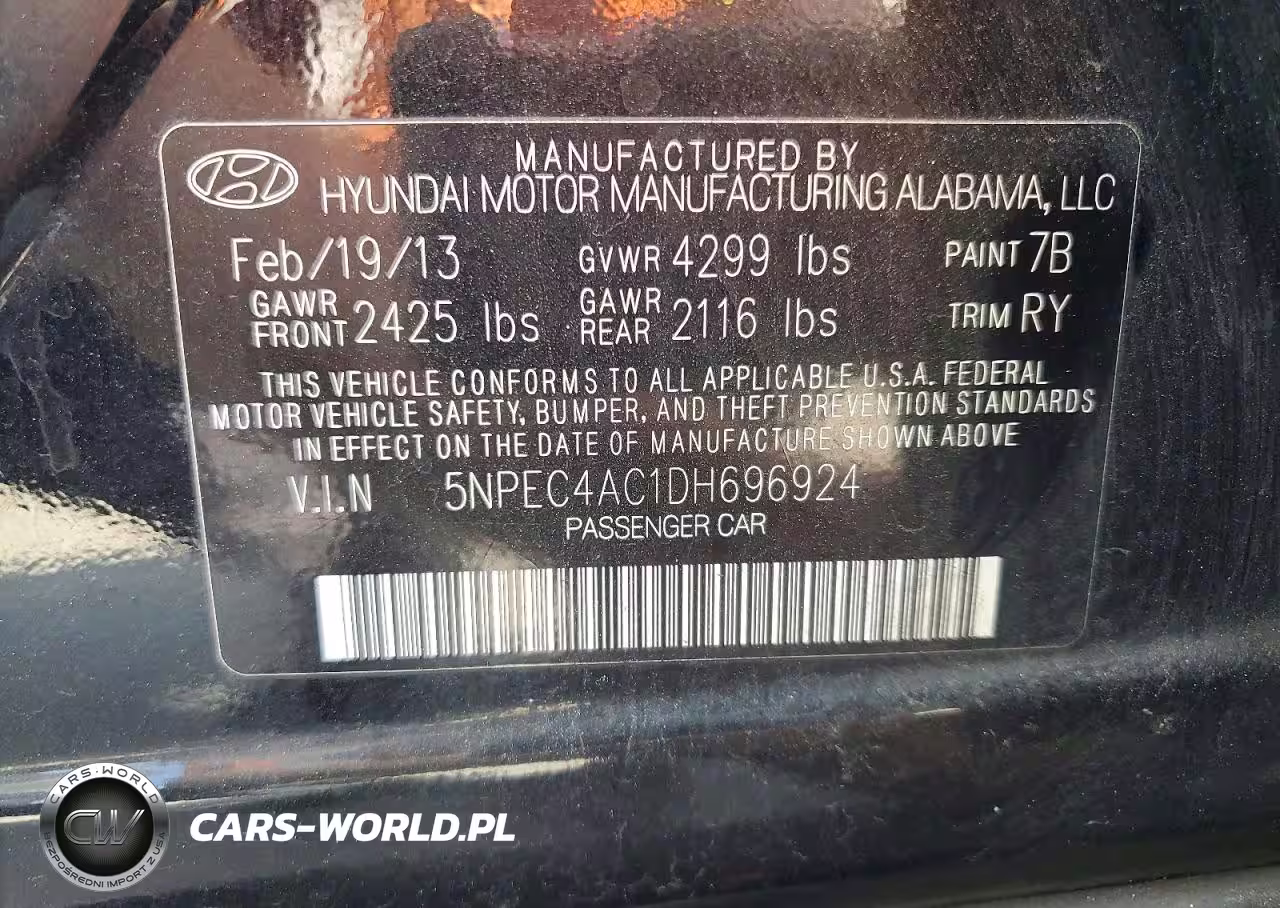 MANUFACTURED BY
HYUNDAI MOTOR MANUFACTURING ALABAMA, LLC
Feb/19/13 GVWR 4299 lbs PAINT 7B
GAWR FRONT 2425 lbs GAWR REAR 2116 lbs TRIM RY
THIS VEHICLE CONFORMS TO ALL APPLICABLE U.S.A. FEDERAL
MOTOR VEHICLE SAFETY, BUMPER, AND THEFT PREVENTION STANDARDS
IN EFFECT ON THE DATE OF MANUFACTURE SHOWN ABOVE
V.I.N 5NPEC4AC1DH696924
PASSENGER CAR
CARS-WORLD
CW
BEZPOŚREDNI IMPORT Z USA
CARS-WORLD.PL